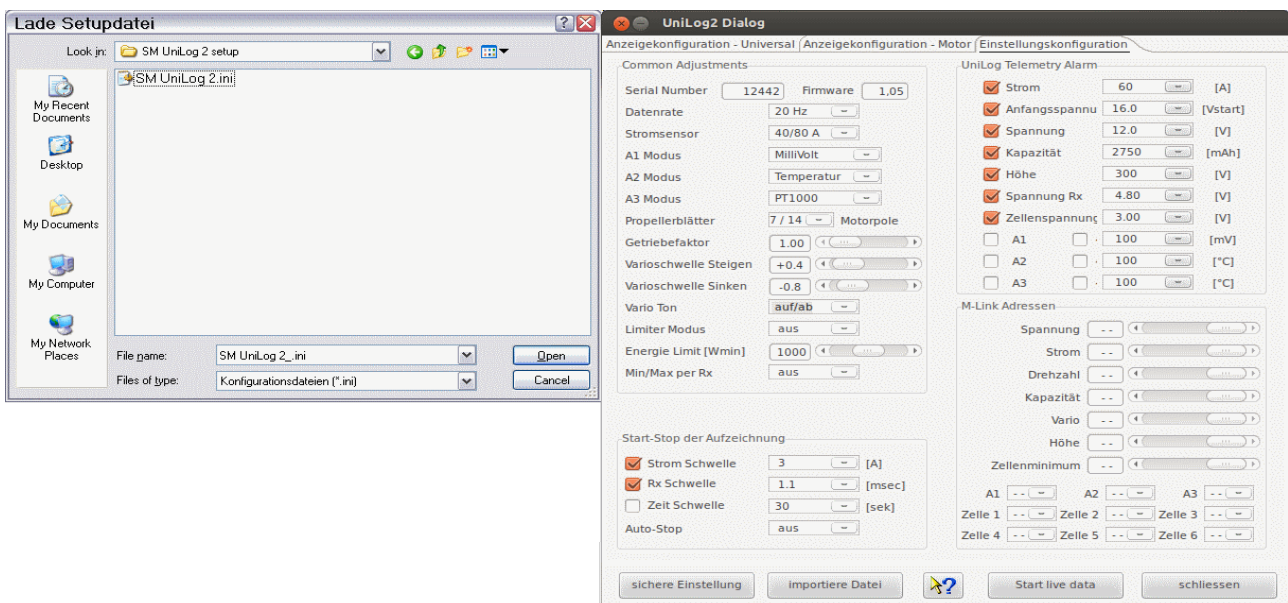 Lade Setupdatei
Look in:
SM UniLog 2 setup
SM UniLog 2.ini
My Recent
Documents
Desktop
My Documents
My Computer
My Network
Places
File name:
SM UniLog 2_.ini
Open
Files of type:
Konfigurationsdateien (*.ini)
Cancel
UniLog2 Dialog
Anzeigekonfiguration - Universal
Anzeigekonfiguration - Motor
Einstellungskonfiguration
Common Adjustments
Serial Number 12442 Firmware 1,05
Datenrate 20 Hz
Stromsensor 40/80 A
A1 Modus MilliVolt
A2 Modus Temperatur
A3 Modus PT1000
Propellerblätter 7 / 14 Motorpole
Getriebefaktor 1.00
Varioschwelle Steigen +0.4
Varioschwelle Sinken -0.8
Vario Ton auf/ab
Limiter Modus aus
Energie Limit [Wmin] 1000
Min/Max per Rx aus
Start-Stop der Aufzeichnung
Strom Schwelle 3 [A]
Rx Schwelle 1.1 [msec]
Zeit Schwelle 30 [sek]
Auto-Stop aus
UniLog Telemetry Alarm
Strom 60 [A]
Anfangsspannu 16.0 [Vstart]
Spannung 12.0 [V]
Kapazität 2750 [mAh]
Höhe 300 [V]
Spannung Rx 4.80 [V]
Zellenspannung 3.00 [V]
A1 100 [mV]
A2 100 [°C]
A3 100 [°C]
M-Link Adressen
Spannung - -
Strom - -
Drehzahl - -
Kapazität - -
Vario - -
Höhe - -
Zellenminimum - -
A1 - - A2 - - A3 - -
Zelle 1 - - Zelle 2 - - Zelle 3 - -
Zelle 4 - - Zelle 5 - - Zelle 6 - -
sichere Einstellung
importiere Datei
?
Start live data
schliessen